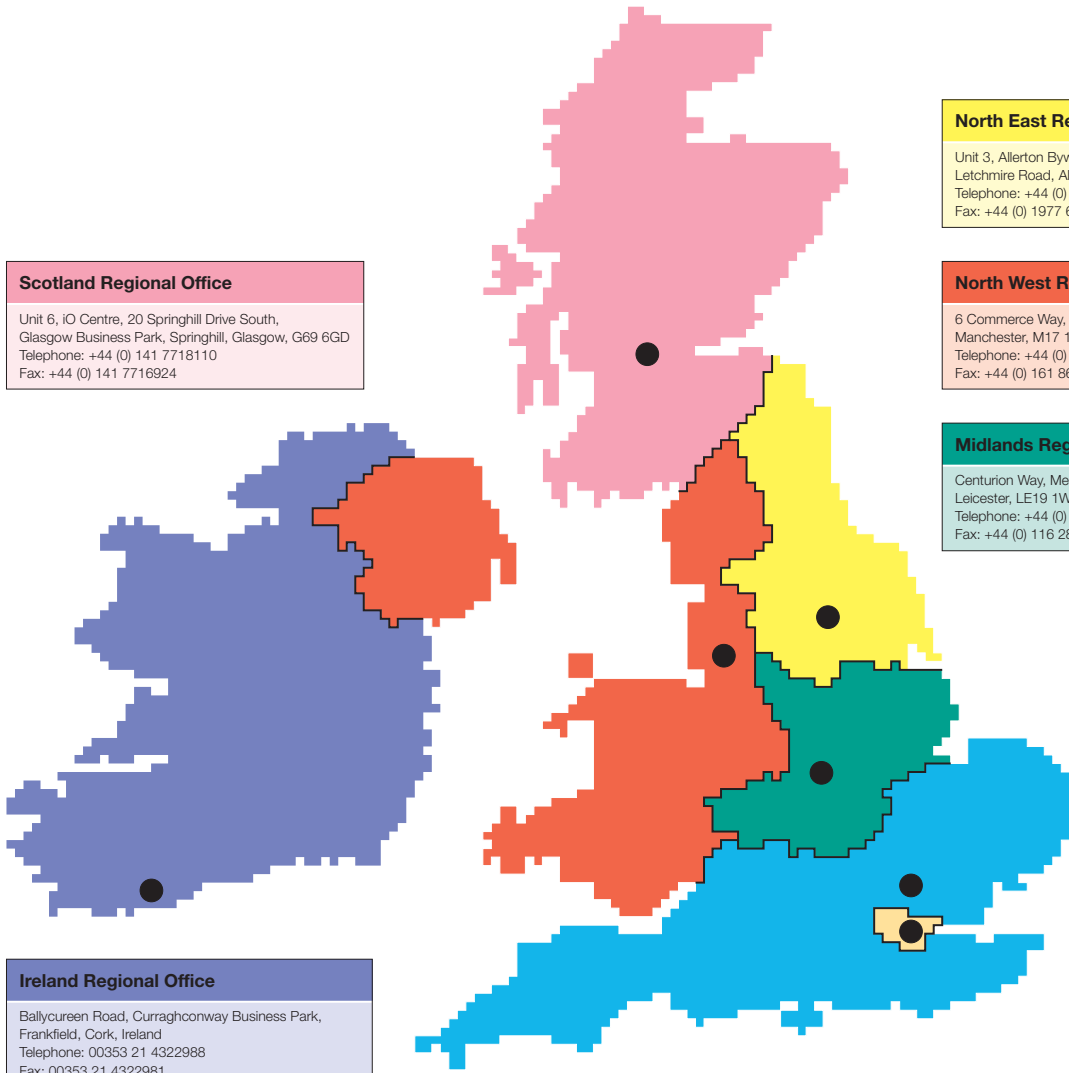 North East Re
Unit 3, Allerton Byw
Letchmire Road, Al
Telephone: +44 (0)
Fax: +44 (0) 1977 6
Scotland Regional Office
Unit 6, iO Centre, 20 Springhill Drive South,
Glasgow Business Park, Springhill, Glasgow, G69 6GD
Telephone: +44 (0) 141 7718110
Fax: +44 (0) 141 7716924
North West R
6 Commerce Way,
Manchester, M17 1
Telephone: +44 (0)
Fax: +44 (0) 161 86
Midlands Reg
Centurion Way, Me
Leicester, LE19 1W
Telephone: +44 (0)
Fax: +44 (0) 116 28
Ireland Regional Office
Ballycureen Road, Curraghconway Business Park,
Frankfield, Cork, Ireland
Telephone: 00353 21 4322988
Fax: 00353 21 4322981